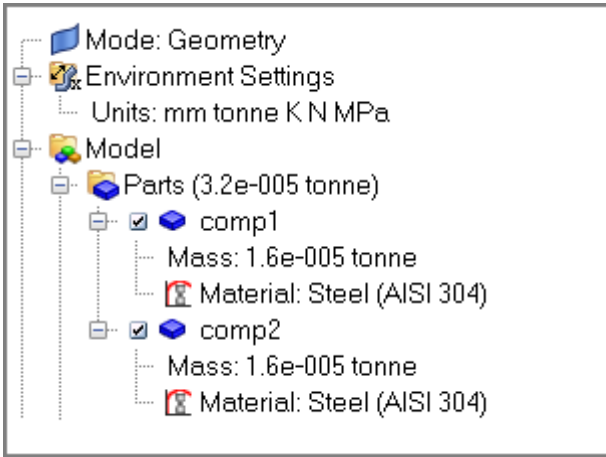 Mode: Geometry
Environment Settings
Units: mm tonne K N MPa
Model
Parts (3.2e-005 tonne)
comp1
Mass: 1.6e-005 tonne
Material: Steel (AISI 304)
comp2
Mass: 1.6e-005 tonne
Material: Steel (AISI 304)